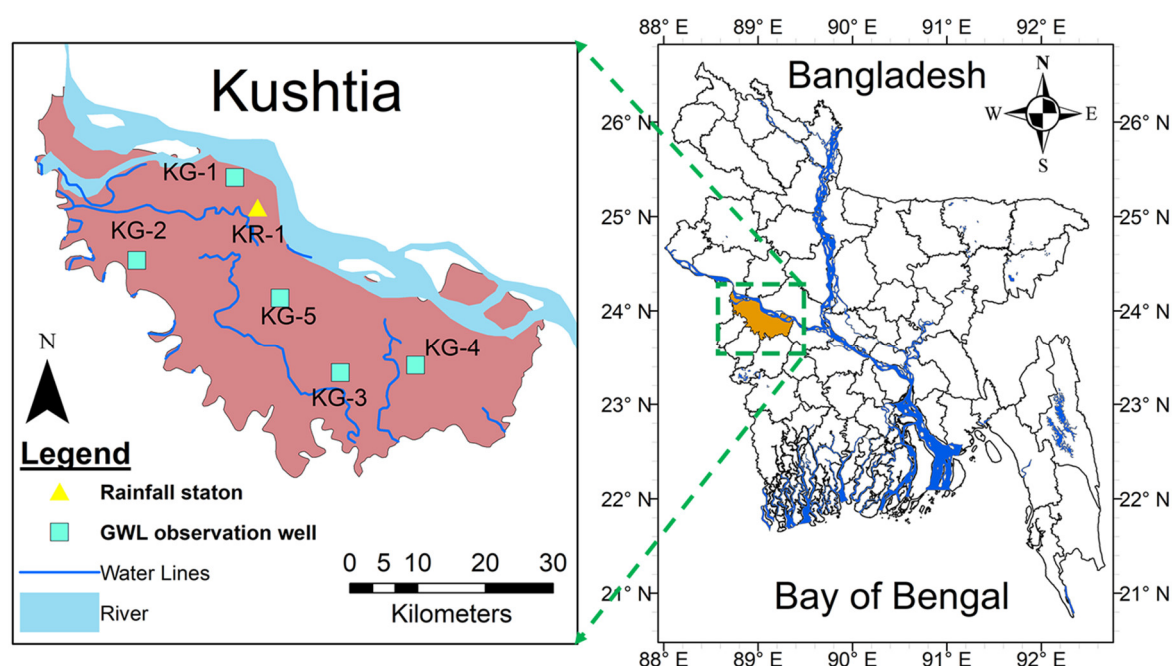 Kushtia
KG-1
KR-1
KG-2
KG-5
KG-4
KG-3
N
Legend
Rainfall staton
GWL observation well
Water Lines
River
0 5 10 20 30
Kilometers
88° E 89° E 90° E 91° E 92° E
Bangladesh
N
W E
S
26° N 26° N
25° N 25° N
24° N 24° N
23° N 23° N
22° N 22° N
21° N 21° N
Bay of Bengal
88° E 89° E 90° E 91° E 92° E